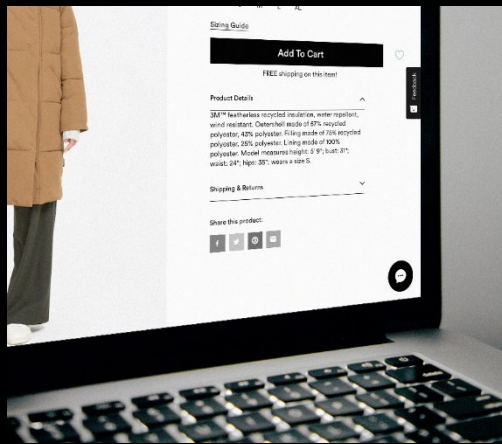 M L XL
Sizing Guide
Add To Cart
FREE shipping on this item!
Feedback
Product Details
3M™ featherless recycled insulation, water repellent,
wind resistant. Outershell made of 57% recycled
polyester, 43% polyester. Filling made of 75% recycled
polyester, 25% polyester. Lining made of 100%
polyester. Model measures height: 5' 9"; bust: 31";
waist: 24"; hips: 35"; wears a size S.
Shipping & Returns
Share this product: